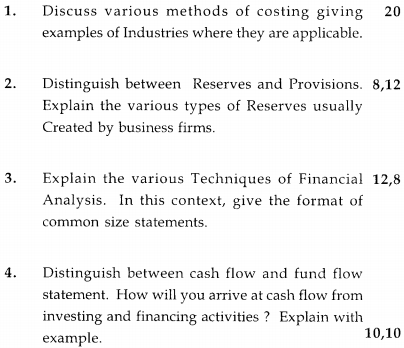 1. Discuss various methods of costing giving 20
examples of Industries where they are applicable.
2. Distinguish between Reserves and Provisions. 8,12
Explain the various types of Reserves usually
Created by business firms.
3. Explain the various Techniques of Financial 12,8
Analysis. In this context, give the format of
common size statements.
4. Distinguish between cash flow and fund flow
statement. How will you arrive at cash flow from
investing and financing activities ? Explain with
example. 10,10